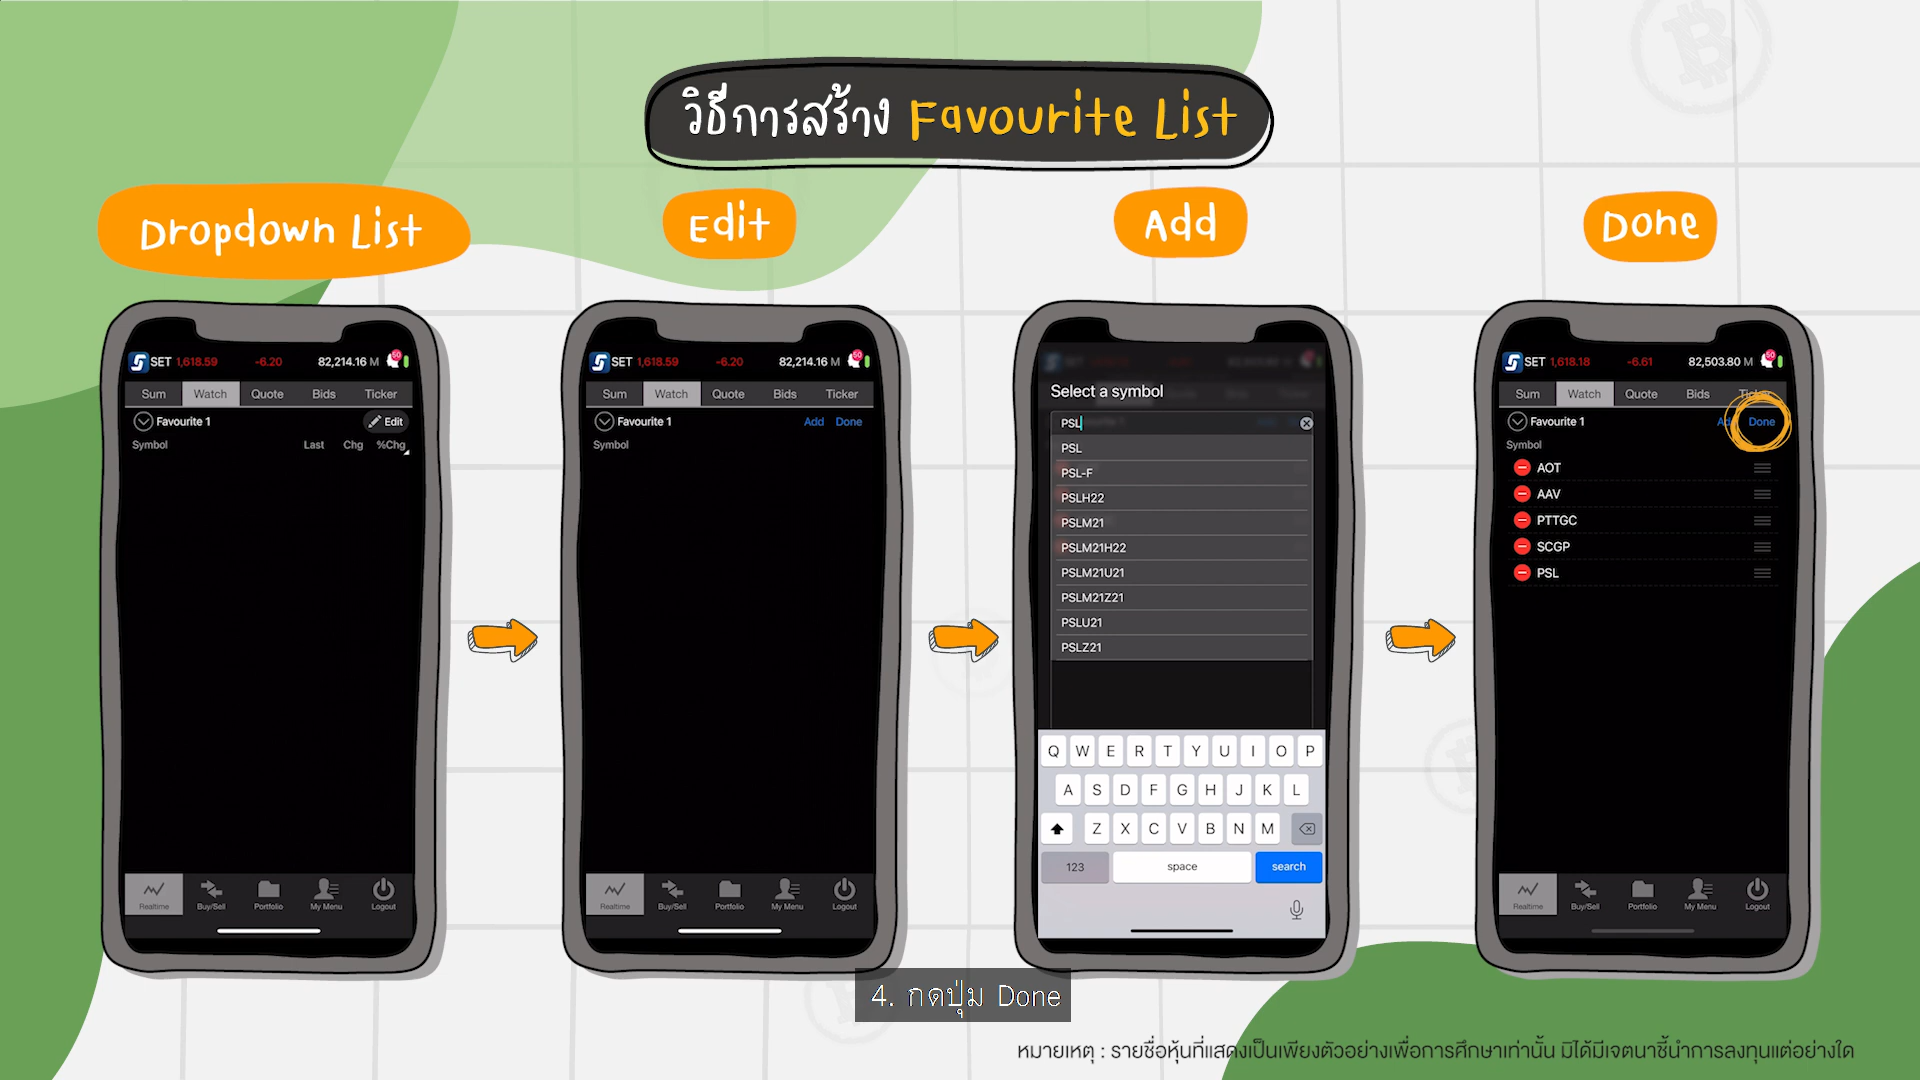 วิธีการสร้าง Favourite List
Dropdown List
Edit
Add
Done
SET 1,618.59 -6.20 82,214.16 M 50
Sum Watch Quote Bids Ticker
Favourite 1 Edit
Symbol Last Chg %Chg
Realtime Buy/Sell Portfolio My Menu Logout
SET 1,618.59 -6.20 82,214.16 M 50
Sum Watch Quote Bids Ticker
Favourite 1 Add Done
Symbol
Realtime Buy/Sell Portfolio My Menu Logout
Select a symbol
PSL
PSL
PSL-F
PSLH22
PSLM21
PSLM21H22
PSLM21U21
PSLM21Z21
PSLU21
PSLZ21
Q W E R T Y U I O P
A S D F G H J K L
Z X C V B N M
123 space search
SET 1,618.18 -6.61 82,503.80 M 50
Sum Watch Quote Bids Ticker
Favourite 1 Add Done
Symbol
AOT
AAV
PTTGC
SCGP
PSL
Realtime Buy/Sell Portfolio My Menu Logout
4. กดปุ่ม Done
หมายเหตุ : รายชื่อหุ้นที่แสดงเป็นเพียงตัวอย่างเพื่อการศึกษาเท่านั้น มิได้มีเจตนาชี้นำการลงทุนแต่อย่างใด